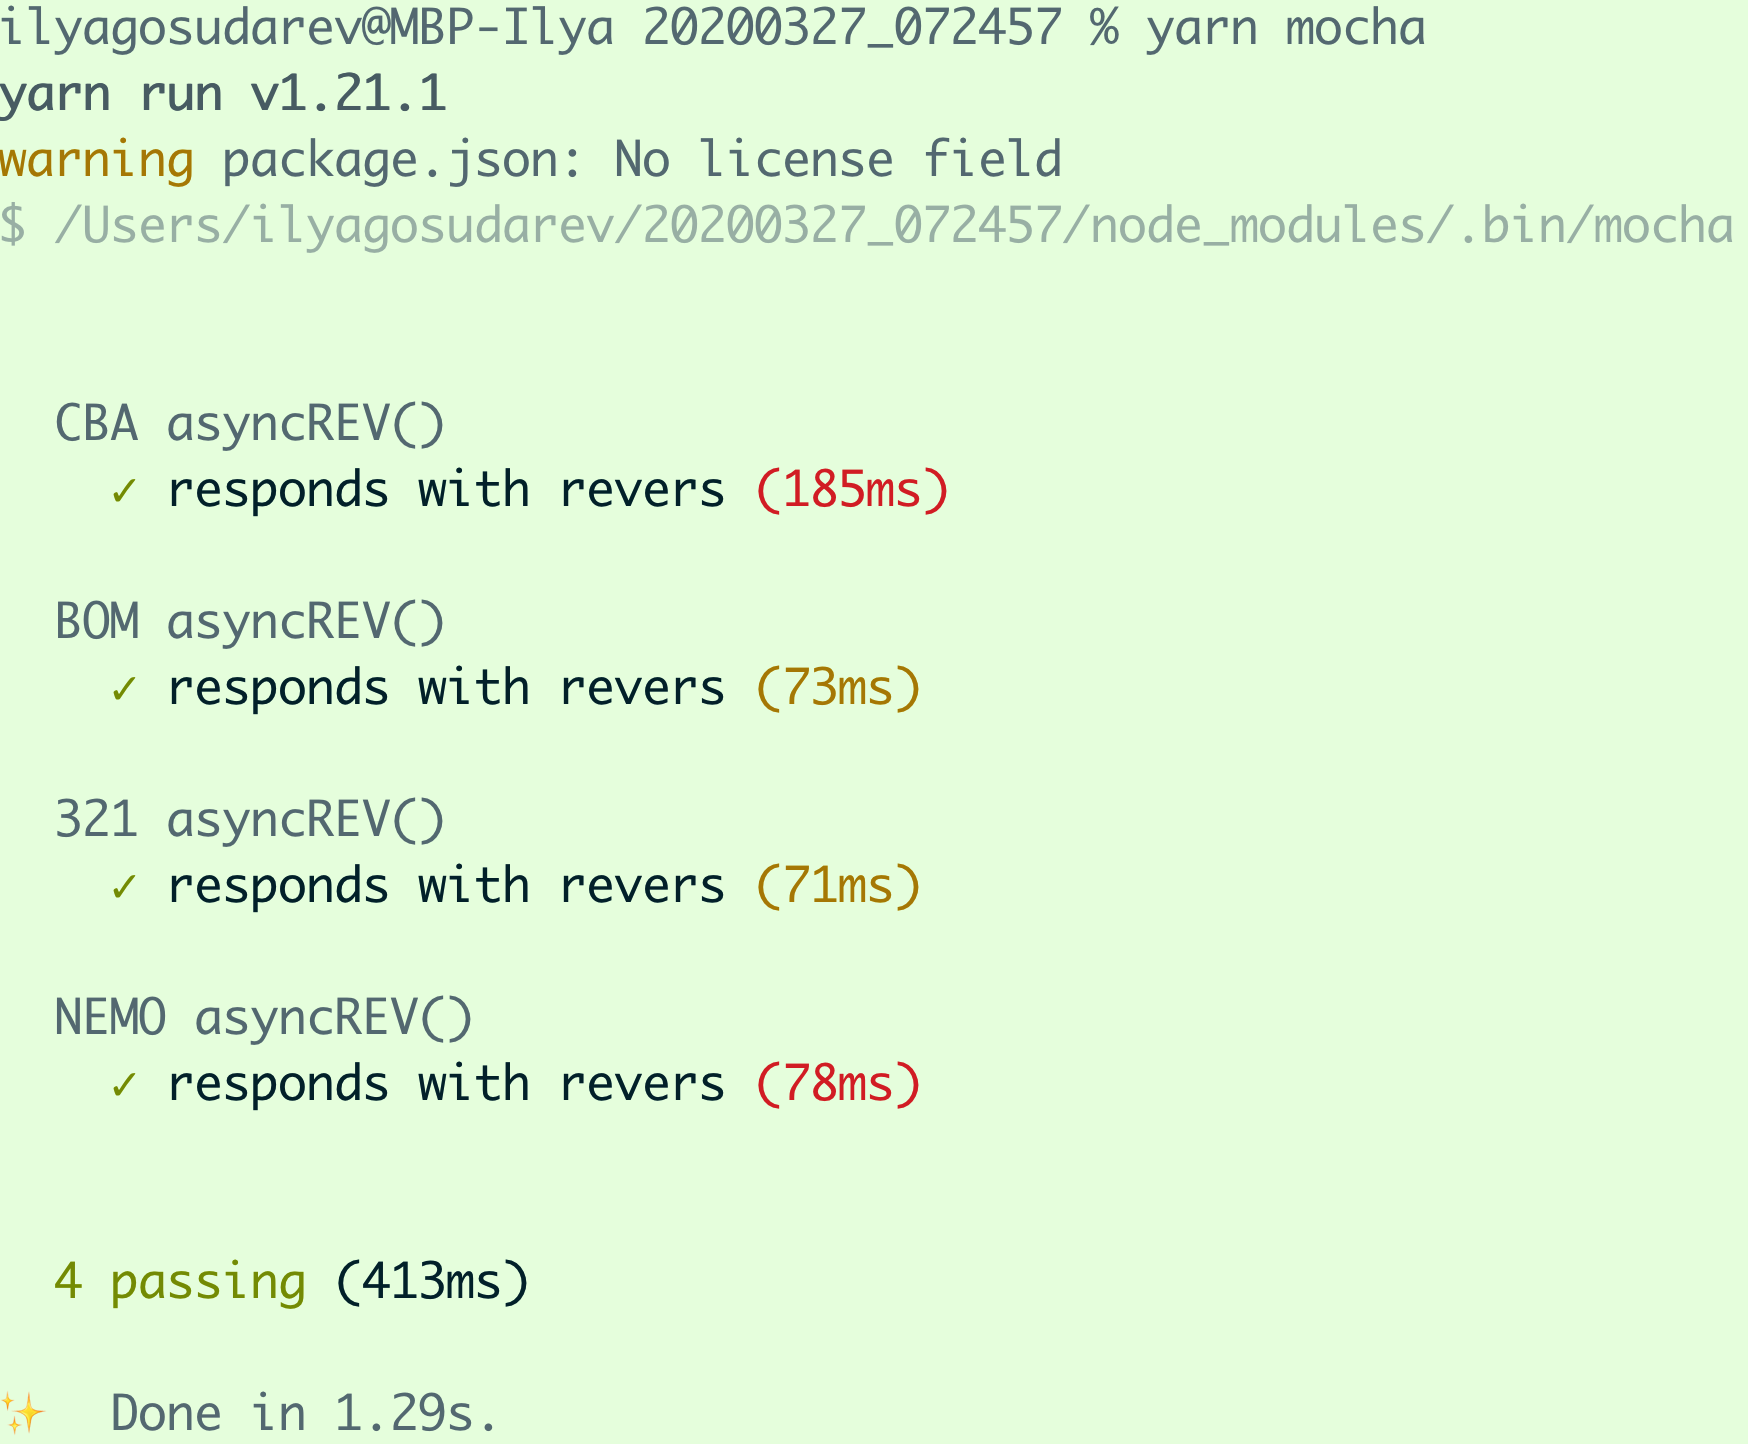 ilyagosudarev@MBP-Ilya 20200327_072457 % yarn mocha
yarn run v1.21.1
warning package.json: No license field
$ /Users/ilyagosudarev/20200327_072457/node_modules/.bin/mocha
CBA asyncREV()
✓ responds with revers (185ms)
BOM asyncREV()
✓ responds with revers (73ms)
321 asyncREV()
✓ responds with revers (71ms)
NEMO asyncREV()
✓ responds with revers (78ms)
4 passing (413ms)
✨ Done in 1.29s.